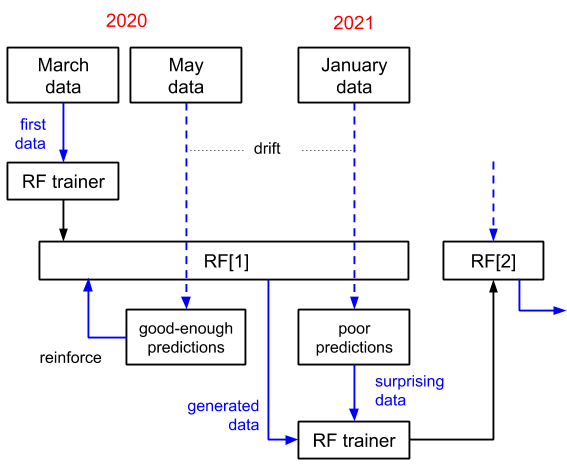 2020
2021
March
data
May
data
January
data
first
data
drift
RF trainer
RF[1]
RF[2]
good-enough
predictions
poor
predictions
reinforce
surprising
data
generated
data
RF trainer